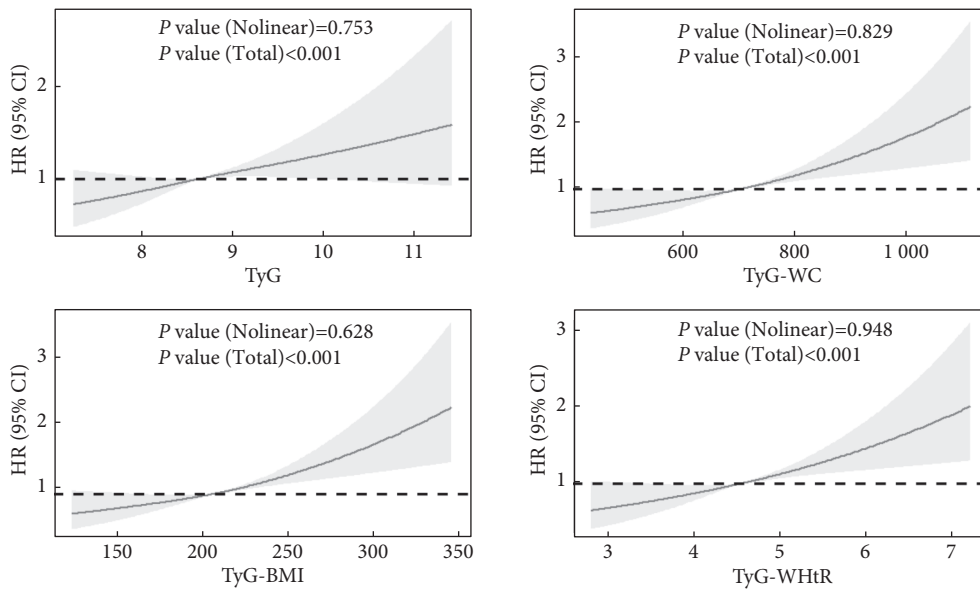 P value (Nolinear)=0.753
P value (Total)<0.001
HR (95% CI)
2
1
8
9
10
11
TyG
P value (Nolinear)=0.829
P value (Total)<0.001
HR (95% CI)
3
2
1
600
800
1 000
TyG-WC
P value (Nolinear)=0.628
P value (Total)<0.001
HR (95% CI)
3
2
1
150
200
250
300
350
TyG-BMI
P value (Nolinear)=0.948
P value (Total)<0.001
HR (95% CI)
3
2
1
3
4
5
6
7
TyG-WHtR